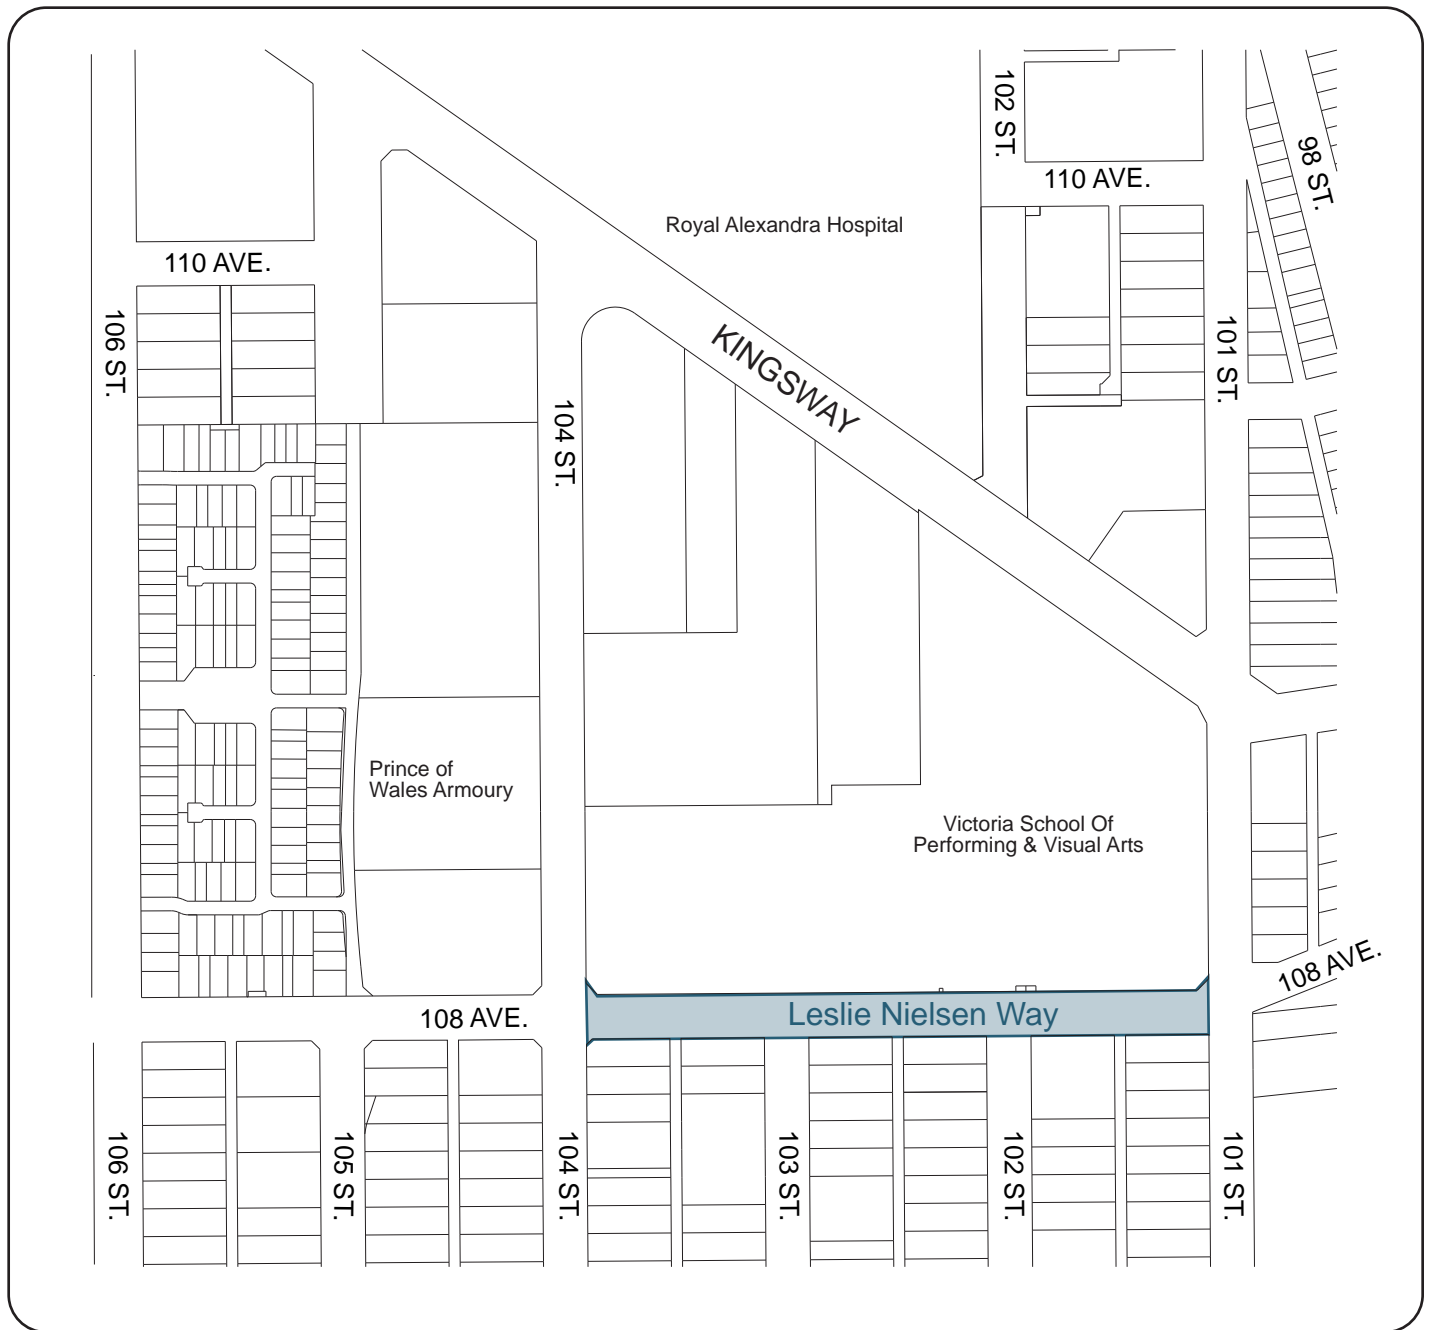 102 ST.
98 ST.
110 AVE.
Royal Alexandra Hospital
110 AVE.
106 ST.
KINGSWAY
101 ST.
104 ST.
Prince of
Wales Armoury
Victoria School Of
Performing & Visual Arts
108 AVE.
108 AVE.
Leslie Nielsen Way
106 ST.
105 ST.
104 ST.
103 ST.
102 ST.
101 ST.